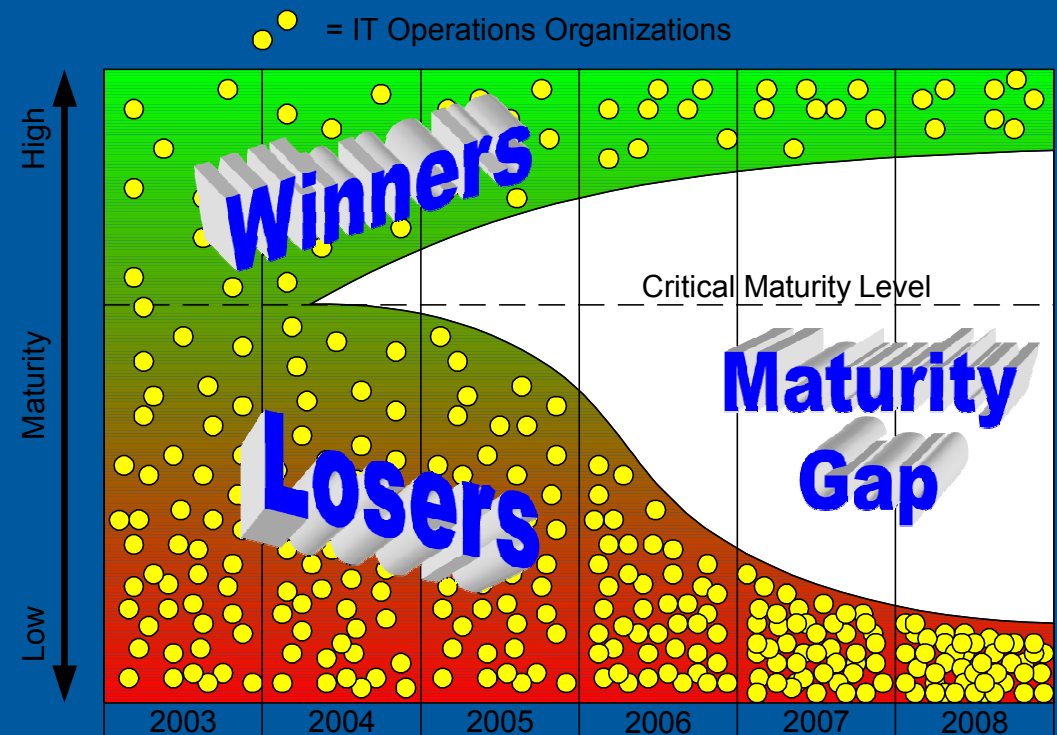 = IT Operations Organizations
High
Maturity
Low
Winners
Critical Maturity Level
Maturity
Gap
Losers
2003 2004 2005 2006 2007 2008